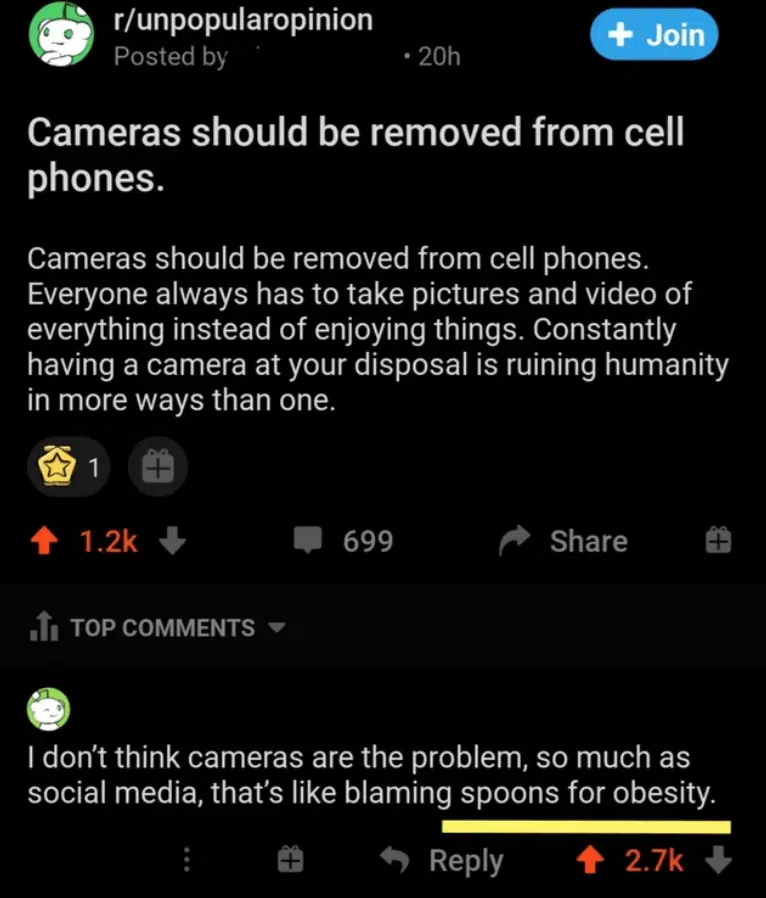 r/unpopularopinion
Posted by • 20h
+ Join
Cameras should be removed from cell
phones.
Cameras should be removed from cell phones.
Everyone always has to take pictures and video of
everything instead of enjoying things. Constantly
having a camera at your disposal is ruining humanity
in more ways than one.
1
1.2k 699 Share
TOP COMMENTS
I don't think cameras are the problem, so much as
social media, that's like blaming spoons for obesity.
Reply 2.7k